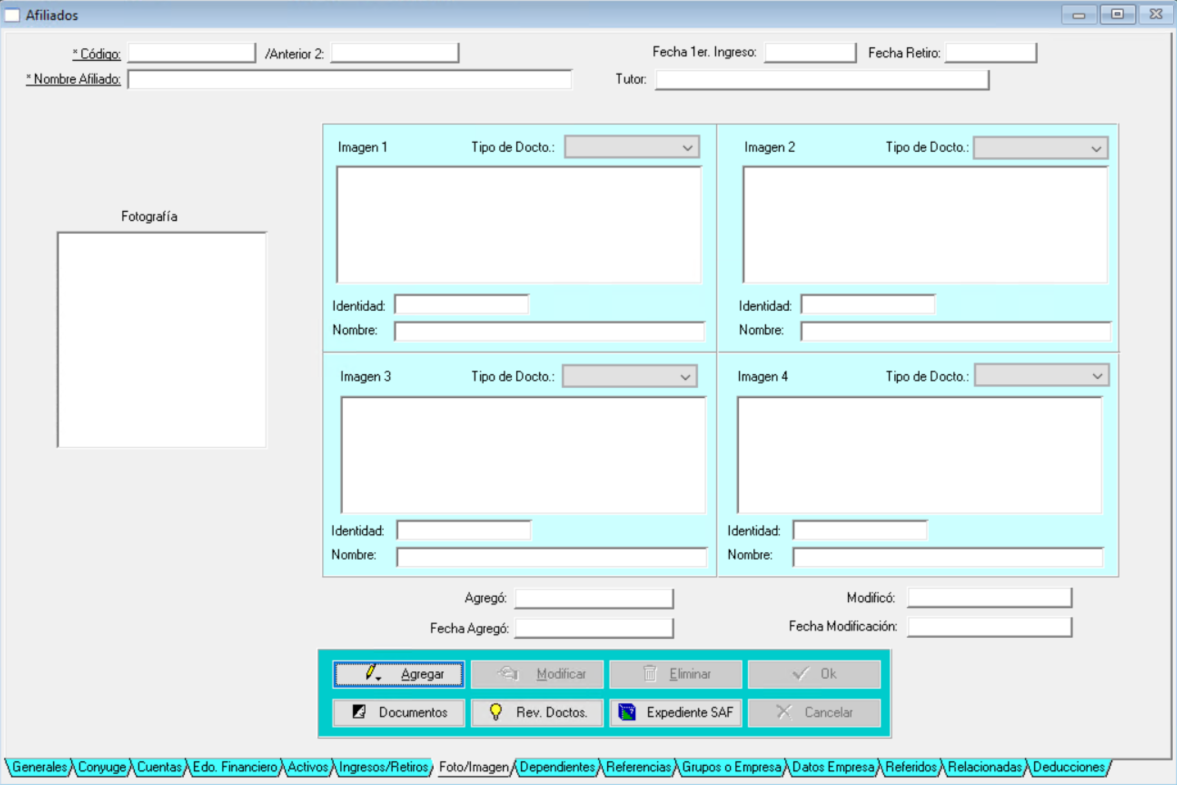 Afiliados
* Código: /Anterior 2: Fecha 1er. Ingreso: Fecha Retiro:
* Nombre Afiliado: Tutor:
Imagen 1 Tipo de Docto.: Imagen 2 Tipo de Docto.:
Fotografía
Identidad: Identidad:
Nombre: Nombre:
Imagen 3 Tipo de Docto.: Imagen 4 Tipo de Docto.:
Identidad: Identidad:
Nombre: Nombre:
Agregó: Modificó:
Fecha Agregó: Fecha Modificación:
Agregar Modificar Eliminar Ok
Documentos Rev. Doctos. Expediente SAF Cancelar
Generales Conyuge Cuentas Edo. Financiero Activos Ingresos/Retiros Foto/Imagen Dependientes Referencias Grupos o Empresa Datos Empresa Referidos Relacionadas Deducciones